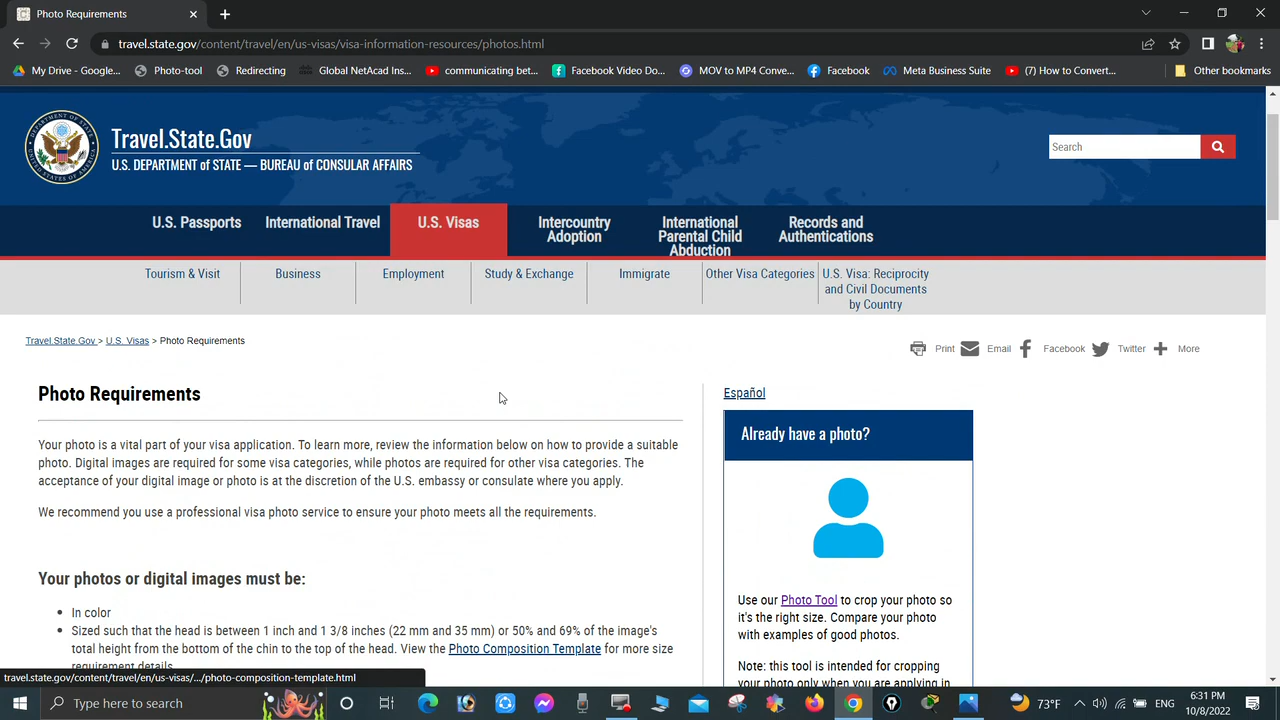 Photo Requirements
travel.state.gov/content/travel/en/us-visas/visa-information-resources/photos.html
My Drive - Google... Photo-tool Redirecting Global NetAcad Ins... communicating bet... Facebook Video Do... MOV to MP4 Conve... Facebook Meta Business Suite (7) How to Convert... Other bookmarks
Travel.State.Gov
U.S. DEPARTMENT of STATE — BUREAU of CONSULAR AFFAIRS
Search
U.S. Passports International Travel U.S. Visas Intercountry Adoption International Parental Child Abduction Records and Authentications
Tourism & Visit Business Employment Study & Exchange Immigrate Other Visa Categories U.S. Visa: Reciprocity and Civil Documents by Country
Travel.State.Gov > U.S. Visas > Photo Requirements
Print Email Facebook Twitter More
Photo Requirements
Your photo is a vital part of your visa application. To learn more, review the information below on how to provide a suitable
photo. Digital images are required for some visa categories, while photos are required for other visa categories. The
acceptance of your digital image or photo is at the discretion of the U.S. embassy or consulate where you apply.
We recommend you use a professional visa photo service to ensure your photo meets all the requirements.
Your photos or digital images must be:
In color
Sized such that the head is between 1 inch and 1 3/8 inches (22 mm and 35 mm) or 50% and 69% of the image's
total height from the bottom of the chin to the top of the head. View the Photo Composition Template for more size
requirement details.
Español
Already have a photo?
Use our Photo Tool to crop your photo so
it's the right size. Compare your photo
with examples of good photos.
Note: this tool is intended for cropping
your photo only when you are applying in
travel.state.gov/content/travel/en/us-visas/.../photo-composition-template.html
Type here to search
73°F ENG 6:31 PM
10/8/2022